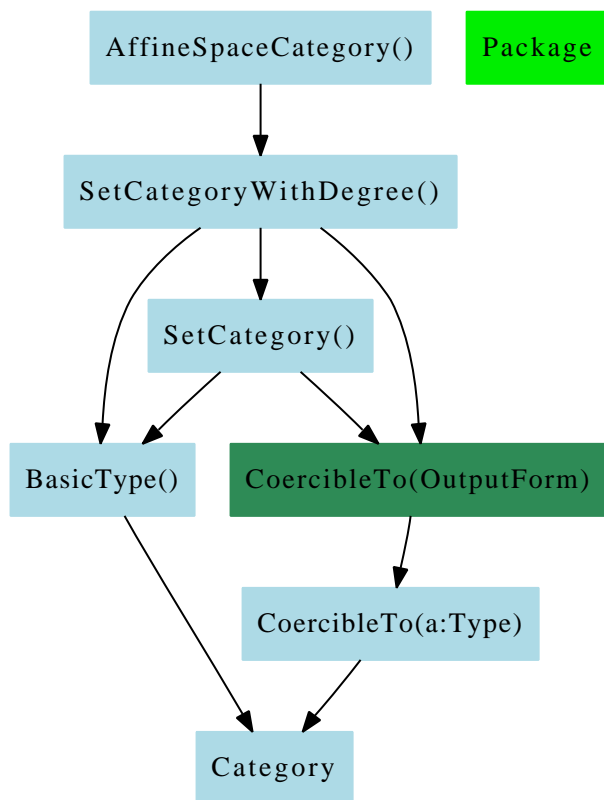 AffineSpaceCategory()
Package
SetCategoryWithDegree()
SetCategory()
BasicType()
CoercibleTo(OutputForm)
CoercibleTo(a:Type)
Category